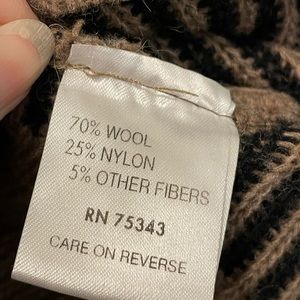 70% WOOL
25% NYLON
5% OTHER FIBERS
RN 75343
CARE ON REVERSE